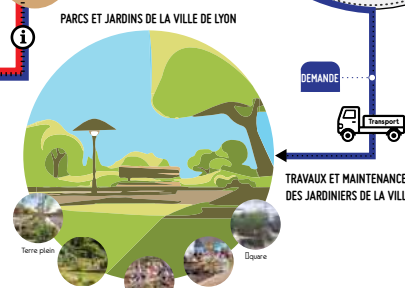 PARCS ET JARDINS DE LA VILLE DE LYON
i
DEMANDE
Transport
TRAVAUX ET MAINTENANCE
DES JARDINIERS DE LA VILL
Terre plein
□quare